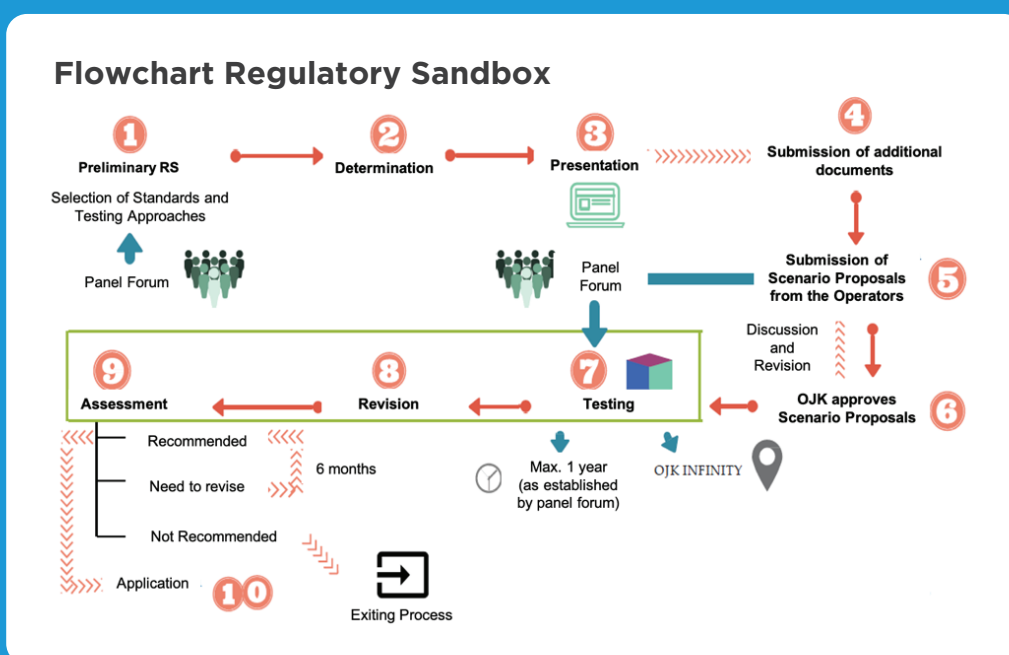 Flowchart Regulatory Sandbox
1
Preliminary RS
Selection of Standards and
Testing Approaches
Panel Forum
2
Determination
3
Presentation
4
Submission of additional
documents
5
Submission of
Scenario Proposals
from the Operators
Panel
Forum
Discussion
and
Revision
6
OJK approves
Scenario Proposals
7
Testing
Max. 1 year
(as established
by panel forum)
OJK INFINITY
8
Revision
9
Assessment
Recommended
Need to revise
6 months
Not Recommended
Application
10
Exiting Process